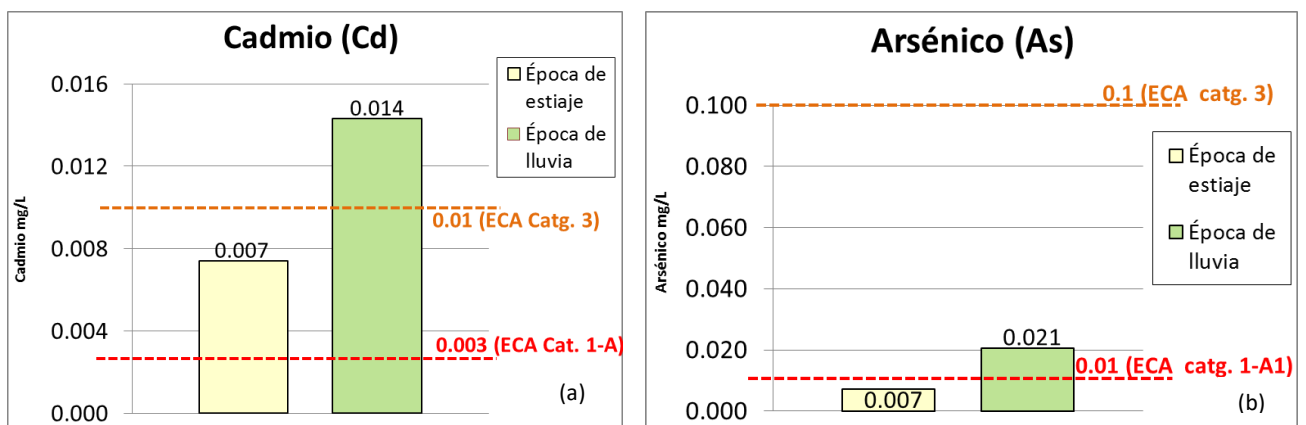 Cadmio (Cd)
Época de
estiaje
Época de
lluvia
0.016
0.012
0.008
0.004
0.000
Cadmio mg/L
0.014
0.007
0.01 (ECA Catg. 3)
0.003 (ECA Cat. 1-A)
(a)
Arsénico (As)
0.1 (ECA catg. 3)
Época de
estiaje
Época de
lluvia
0.100
0.080
0.060
0.040
0.020
0.000
Arsénico mg/L
0.021
0.007
0.01 (ECA catg. 1-A1)
(b)